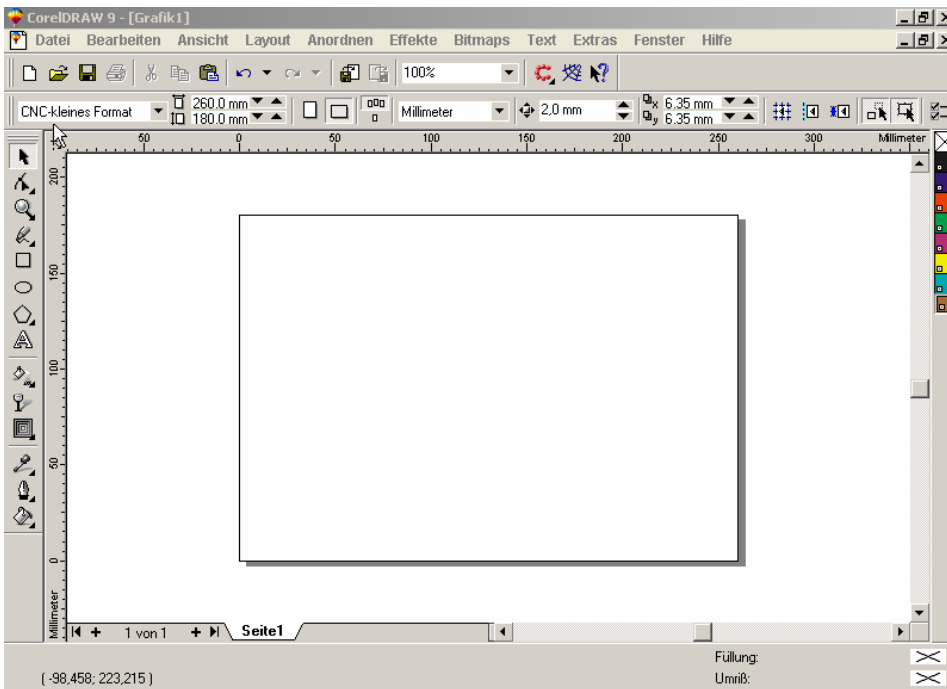 CorelDRAW 9 - [Grafik1]
Datei Bearbeiten Ansicht Layout Anordnen Effekte Bitmaps Text Extras Fenster Hilfe
100%
CNC-kleines Format 260.0 mm 180.0 mm Millimeter 2,0 mm x 6.35 mm y 6.35 mm
50 0 50 100 150 200 250 300 Millimeter
200
150
100
50
0
Millimeter
1 von 1 Seite1
Füllung:
( -98,458; 223,215 ) Umriß: